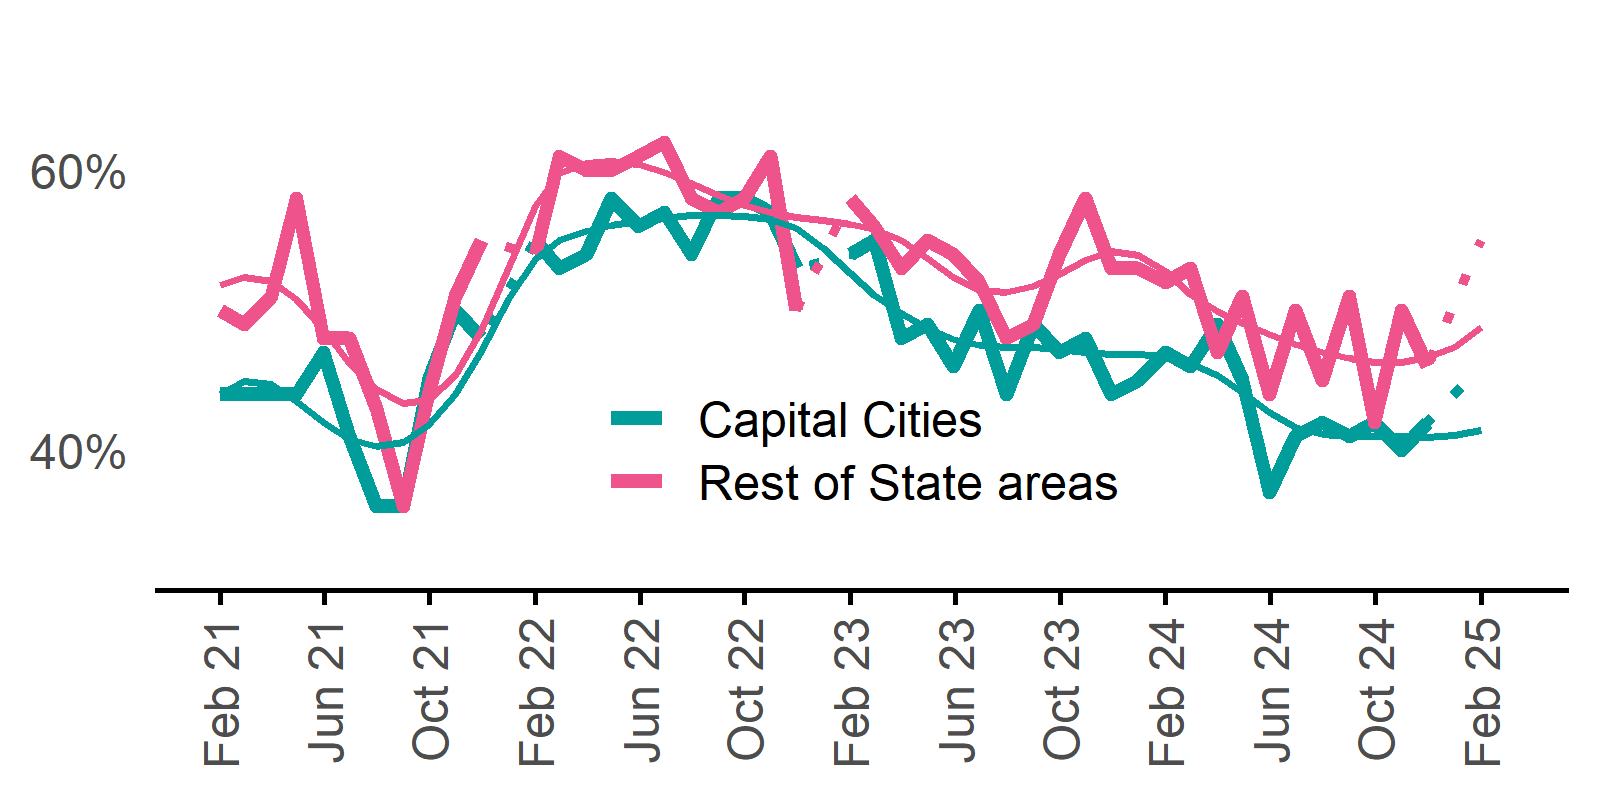 60%
40%
Capital Cities
Rest of State areas
Feb 21
Jun 21
Oct 21
Feb 22
Jun 22
Oct 22
Feb 23
Jun 23
Oct 23
Feb 24
Jun 24
Oct 24
Feb 25